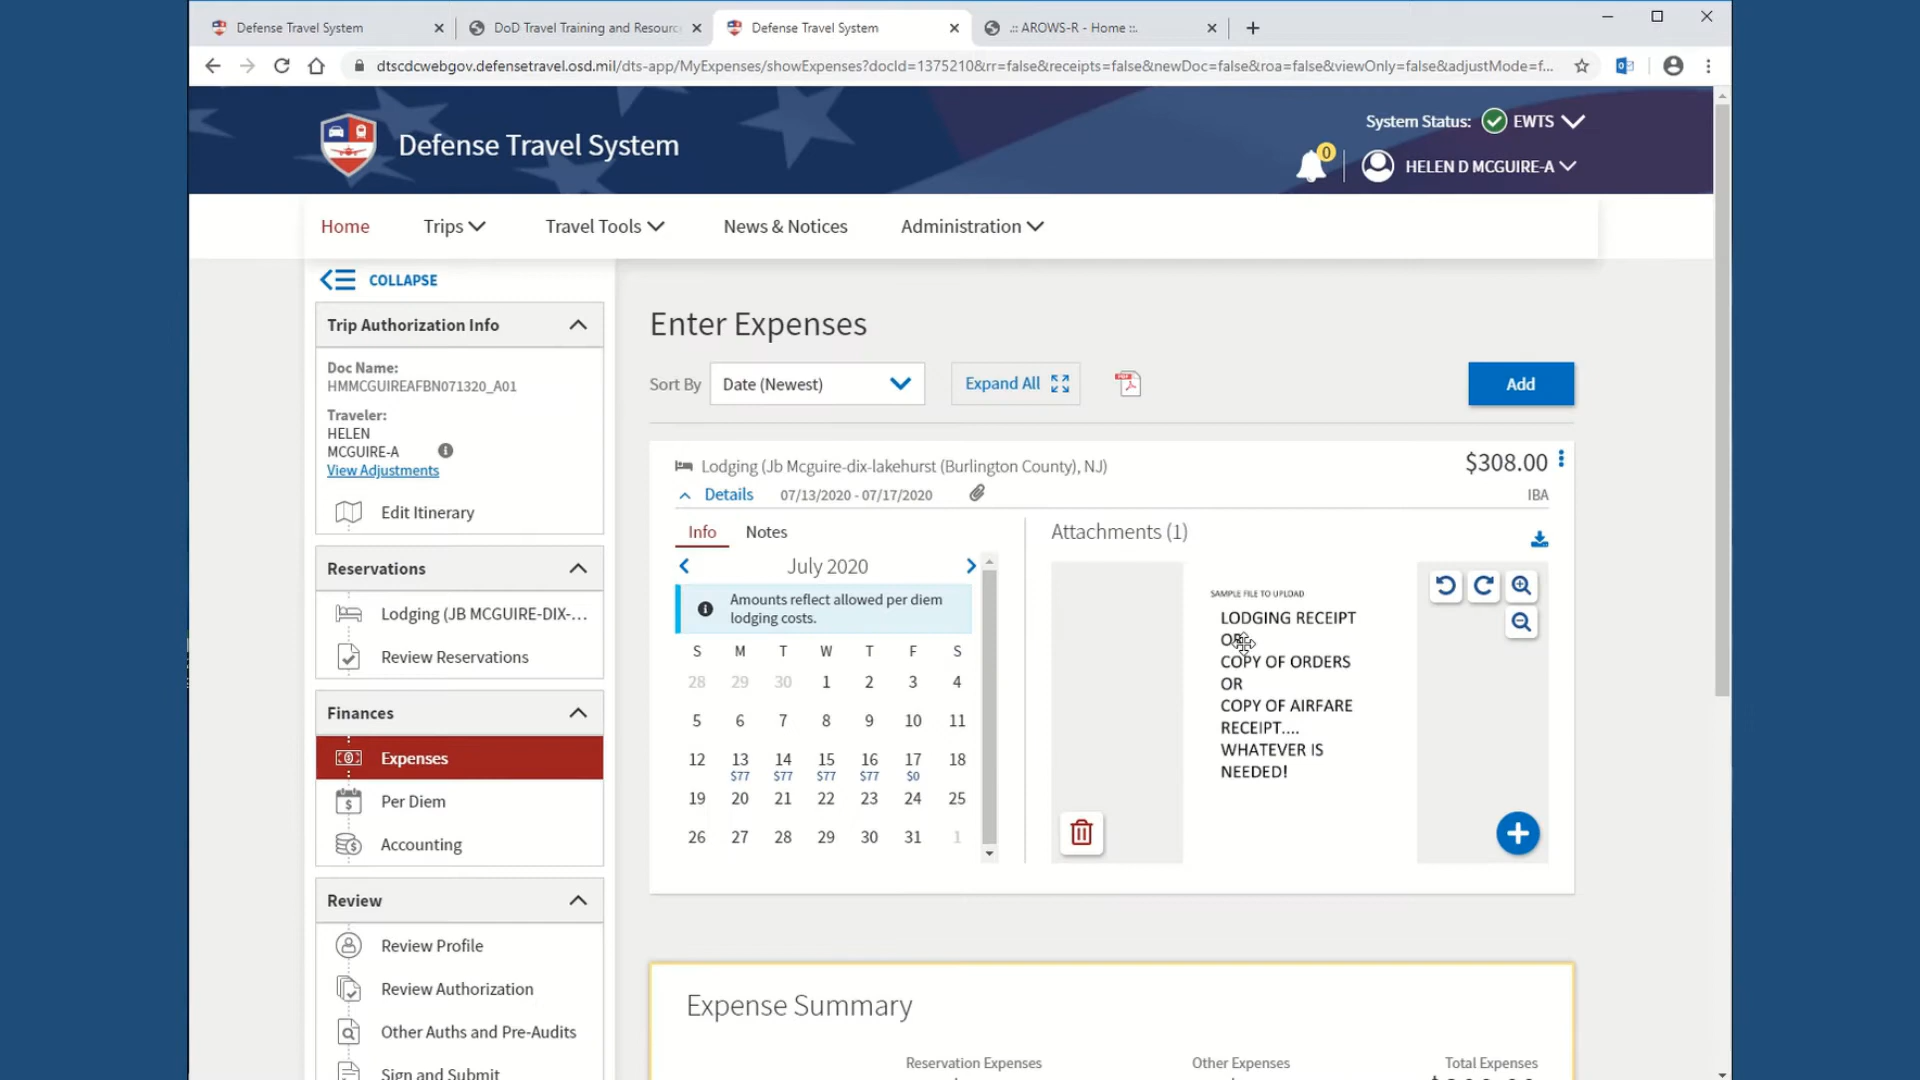 Defense Travel System
DoD Travel Training and Resourc
Defense Travel System
.:: AROWS-R - Home ::.
dtscdcwebgov.defensetravel.osd.mil/dts-app/MyExpenses/showExpenses?docId=1375210&rr=false&receipts=false&newDoc=false&roa=false&viewOnly=false&adjustMode=f...
Defense Travel System
System Status: EWTS
0
HELEN D MCGUIRE-A
Home Trips Travel Tools News & Notices Administration
COLLAPSE
Trip Authorization Info
Doc Name:
HMMCGUIREAFBN071320_A01
Traveler:
HELEN
MCGUIRE-A
View Adjustments
Edit Itinerary
Reservations
Lodging (JB MCGUIRE-DIX-...
Review Reservations
Finances
Expenses
Per Diem
Accounting
Review
Review Profile
Review Authorization
Other Auths and Pre-Audits
Sign and Submit
Enter Expenses
Sort By Date (Newest) Expand All Add
Lodging (Jb Mcguire-dix-lakehurst (Burlington County), NJ) $308.00
Details 07/13/2020 - 07/17/2020 IBA
Info Notes
July 2020
Amounts reflect allowed per diem
lodging costs.
S M T W T F S
28 29 30 1 2 3 4
5 6 7 8 9 10 11
12 13 14 15 16 17 18
$77 $77 $77 $77 $0
19 20 21 22 23 24 25
26 27 28 29 30 31 1
Attachments (1)
SAMPLE FILE TO UPLOAD
LODGING RECEIPT
OR
COPY OF ORDERS
OR
COPY OF AIRFARE
RECEIPT....
WHATEVER IS
NEEDED!
Expense Summary
Reservation Expenses Other Expenses Total Expenses